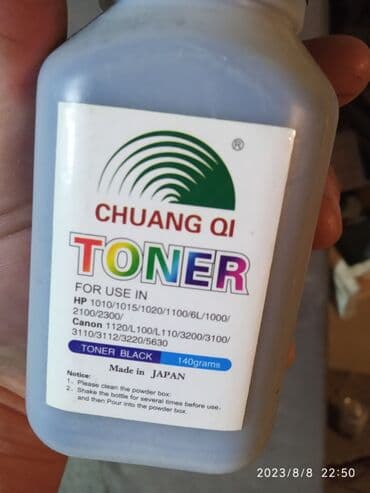 ®
CHUANG QI
TONER
FOR USE IN
HP 1010/1015/1020/1100/6L/1000/
2100/2300/
Canon 1120/L100/L110/3200/3100/
3110/3112/3220/5630
TONER BLACK 140grams
Made in JAPAN
Notice:
1. Please clean the powder box:
2. Shake the bottle for several times before use.
and then Pour into the powder box.
2023/8/8 22:50